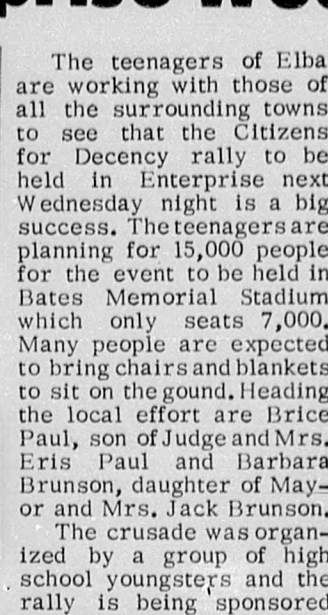 The teenagers of Elba
are working with those of
all the surrounding towns
to see that the Citizens
for Decency rally to be
held in Enterprise next
Wednesday night is a big
success. The teenagers are
planning for 15,000 people
for the event to be held in
Bates Memorial Stadium
which only seats 7,000.
Many people are expected
to bring chairs and blankets
to sit on the gound. Heading
the local effort are Brice
Paul, son of Judge and Mrs.
Eris Paul and Barbara
Brunson, daughter of May-
or and Mrs. Jack Brunson.
The crusade was organ-
ized by a group of high
school youngsters and the
rally is being sponsored